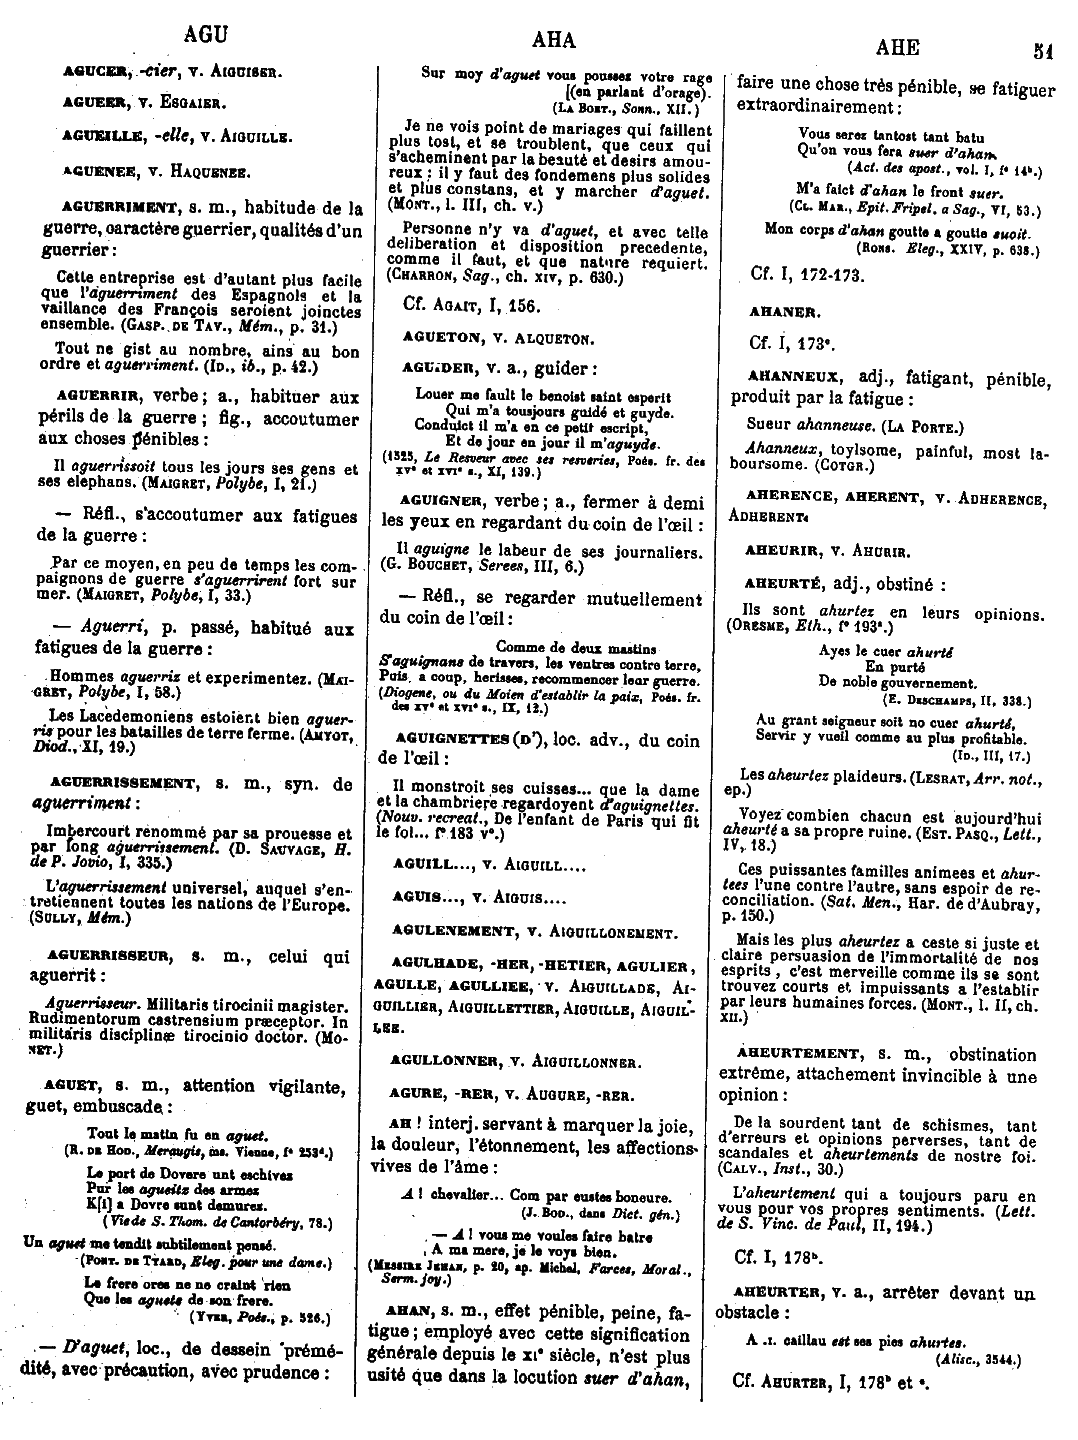 AGU
AHA
AHE
51
AGUCER, -cier, v. AIGUISER.
AGUEER, v. ESGAIER.
AGUEILLE, -elle, v. AIGUILLE.
AGUENEE, v. HAQUENEE.
AGUERRIMENT, s. m., habitude de la
guerre, caractère guerrier, qualités d'un
guerrier :
Cette entreprise est d'autant plus facile
que l'aguerriment des Espagnols et la
vaillance des François seroient joinctes
ensemble. (GASP. DE TAV., Mém., p. 31.)
Tout ne gist au nombre, ains au bon
ordre et aguerriment. (ID., ib., p. 42.)
AGUERRIR, verbe ; a., habituer aux
périls de la guerre ; fig., accoutumer
aux choses pénibles :
Il aguerrissoit tous les jours ses gens et
ses elephans. (MAIGRET, Polybe, I, 21.)
— Réfl., s'accoutumer aux fatigues
de la guerre :
Par ce moyen, en peu de temps les com-
paignons de guerre s'aguerrirent fort sur
mer. (MAIGRET, Polybe, I, 33.)
— Aguerri, p. passé, habitué aux
fatigues de la guerre :
Hommes aguerriz et experimentez. (MAI-
GRET, Polybe, I, 58.)
Les Lacedemoniens estoient bien aguer-
ris pour les batailles de terre ferme. (AMYOT,
Diod., XI, 19.)
AGUERRISSEMENT, s. m., syn. de
aguerriment :
Imbercourt renommé par sa prouesse et
par long aguerrissement. (D. SAUVAGE, H.
de P. Jovio, I, 335.)
L'aguerrissement universel, auquel s'en-
tretiennent toutes les nations de l'Europe.
(SULLY, Mém.)
AGUERRISSEUR, s. m., celui qui
aguerrit :
Aguerrisseur. Militaris tirocinii magister.
Rudimentorum castrensium præceptor. In
militaris disciplinæ tirocinio doctor. (MO-
NET.)
AGUET, s. m., attention vigilante,
guet, embuscade :
Tout le matin fu en aguet.
(R. DE HOD., Meraugis, ms. Vienne, f° 253d.)
Le port de Dovere unt eschives
Pur les agueitz des armez
K[i] a Dovre sunt demurez.
(Vie de S. Thom. de Cantorbéry, 78.)
Un aguet me tendit subtilement pensé.
(PONT. DE TYARD, Eleg. pour une dame.)
Le frere ores ne ne craint rien
Que les aguets de son frere.
(YVER, Poés., p. 526.)
— D'aguet, loc., de dessein prémé-
dité, avec précaution, avec prudence :
Sur moy d'aguet vous poussez votre rage
[(en parlant d'orage).
(LA BOET., Sonn., XII.)
Je ne vois point de mariages qui faillent
plus tost, et se troublent, que ceux qui
s'acheminent par la beauté et desirs amou-
reux : il y faut des fondemens plus solides
et plus constans, et y marcher d'aguet.
(MONT., l. III, ch. v.)
Personne n'y va d'aguet, et avec telle
deliberation et disposition precedente,
comme il faut, et que nature requiert.
(CHARRON, Sag., ch. XIV, p. 630.)
Cf. AGAIT, I, 156.
AGUETON, v. ALQUETON.
AGUIDER, v. a., guider :
Louer me fault le benoist saint esperit
Qui m'a tousjours guidé et guyde.
Conduict il m'a en ce petit escript,
Et de jour en jour il m'aguyde.
(1525, Le Resveur avec ses resveries, Poés. fr. des
XVe et XVIe s., XI, 139.)
AGUIGNER, verbe ; a., fermer à demi
les yeux en regardant du coin de l'œil :
Il aguigne le labeur de ses journaliers.
(G. BOUCHET, Serees, III, 6.)
— Réfl., se regarder mutuellement
du coin de l'œil :
Comme de deux mastins
S'aguignans de travers, les ventres contre terre,
Puis, a coup, herisses, recommencer leur guerre.
(Diogene, ou du Moien d'establir la paix, Poés. fr.
des XVe et XVIe s., IX, 12.)
AGUIGNETTES (D'), loc. adv., du coin
de l'œil :
Il monstroit ses cuisses... que la dame
et la chambriere regardoyent d'aguignettes.
(Nouv. recreat., De l'enfant de Paris qui fit
le fol... f° 183 v°.)
AGUILL..., v. AIGUILL....
AGUIS..., v. AIGUIS....
AGULENEMENT, v. AIGUILLONEMENT.
AGULHADE, -HER, -HETIER, AGULIER,
AGULLE, AGULLIEE, v. AIGUILLADE, AI-
GUILLIER, AIGUILLETTIER, AIGUILLE, AIGUIL-
LEE.
AGULLONNER, v. AIGUILLONNER.
AGURE, -RER, v. AUGURE, -RER.
AH ! interj. servant à marquer la joie,
la douleur, l'étonnement, les affections
vives de l'âme :
A ! chevalier... Com par eustes boneure.
(J. BOD., dans Dict. gén.)
— A ! vous me voules faire batre
A ma mere, je le voys bien.
(MESSIRE JEHAN, p. 20, ap. Michel, Farces, Moral.,
Serm. joy.)
AHAN, s. m., effet pénible, peine, fa-
tigue ; employé avec cette signification
générale depuis le XIe siècle, n'est plus
usité que dans la locution suer d'ahan,
faire une chose très pénible, se fatiguer
extraordinairement :
Vous serez tantost tant batu
Qu'on vous fera suer d'ahan.
(Act. des apost., vol. I, f° 14b.)
M'a faict d'ahan le front suer.
(CL. MAR., Epit. Fripel. a Sag., VI, 53.)
Mon corps d'ahan goutte a goutte suoit.
(RONS. Eleg., XXIV, p. 638.)
Cf. I, 172-173.
AHANER.
Cf. I, 173c.
AHANNEUX, adj., fatigant, pénible,
produit par la fatigue :
Sueur ahanneuse. (LA PORTE.)
Ahanneux, toylsome, painful, most la-
boursome. (COTGR.)
AHERENCE, AHERENT, v. ADHERENCE,
ADHERENT.
AHEURIR, v. AHURIR.
AHEURTÉ, adj., obstiné :
Ils sont ahurtez en leurs opinions.
(ORESME, Eth., f° 193a.)
Ayes le cuer ahurté
En purté
De noble gouvernement.
(E. DESCHAMPS, II, 338.)
Au grant seigneur soit no cuer ahurté,
Servir y vueil comme au plus profitable.
(ID., III, 17.)
Les aheurtez plaideurs. (LESRAT, Arr. not.,
ep.)
Voyez combien chacun est aujourd'hui
aheurté a sa propre ruine. (EST. PASQ., Lett.,
IV, 18.)
Ces puissantes familles animees et ahur-
tees l'une contre l'autre, sans espoir de re-
conciliation. (Sat. Men., Har. de d'Aubray,
p. 150.)
Mais les plus aheurtez a ceste si juste et
claire persuasion de l'immortalité de nos
esprits, c'est merveille comme ils se sont
trouvez courts et impuissants a l'establir
par leurs humaines forces. (MONT., l. II, ch.
XII.)
AHEURTEMENT, s. m., obstination
extrême, attachement invincible à une
opinion :
De la sourdent tant de schismes, tant
d'erreurs et opinions perverses, tant de
scandales et aheurtements de nostre foi.
(CALV., Inst., 30.)
L'aheurtement qui a toujours paru en
vous pour vos propres sentiments. (Lett.
de S. Vinc. de Paul, II, 194.)
Cf. I, 178b.
AHEURTER, v. a., arrêter devant un
obstacle :
A .I. caillau est ses pies ahurtes.
(Alisc., 3544.)
Cf. AHURTER, I, 178b et c.